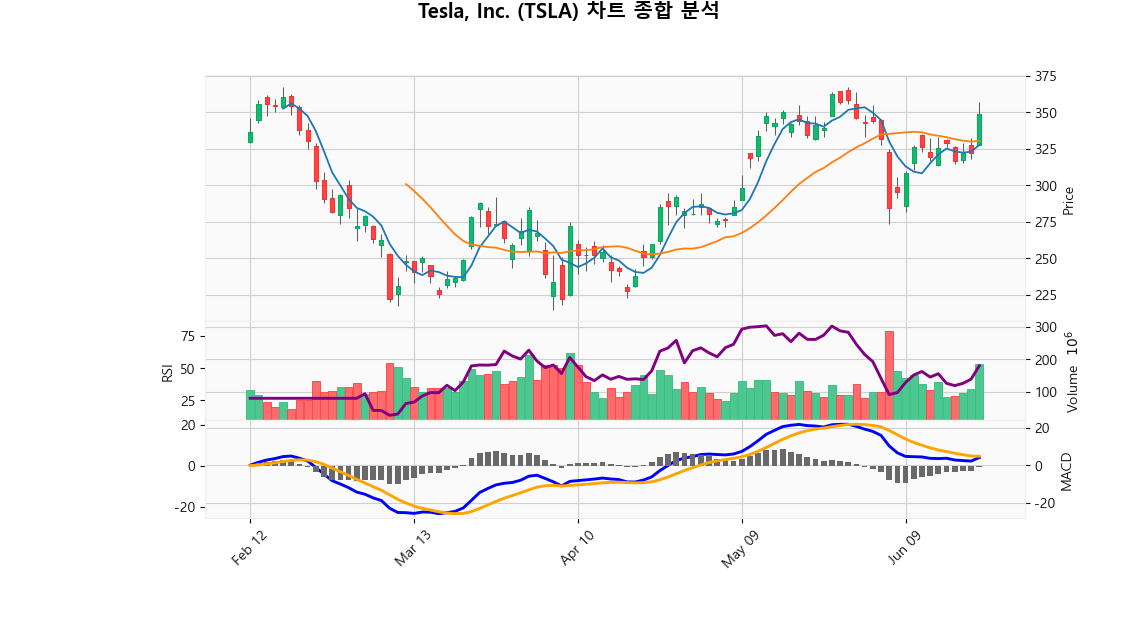 Tesla, Inc. (TSLA) 차트 종합 분석
375
350
325
300
275
250
225
Price
75
50
25
RSI
300
200
100
Volume 10⁶
20
0
-20
20
0
-20
MACD
Feb 12
Mar 13
Apr 10
May 09
Jun 09